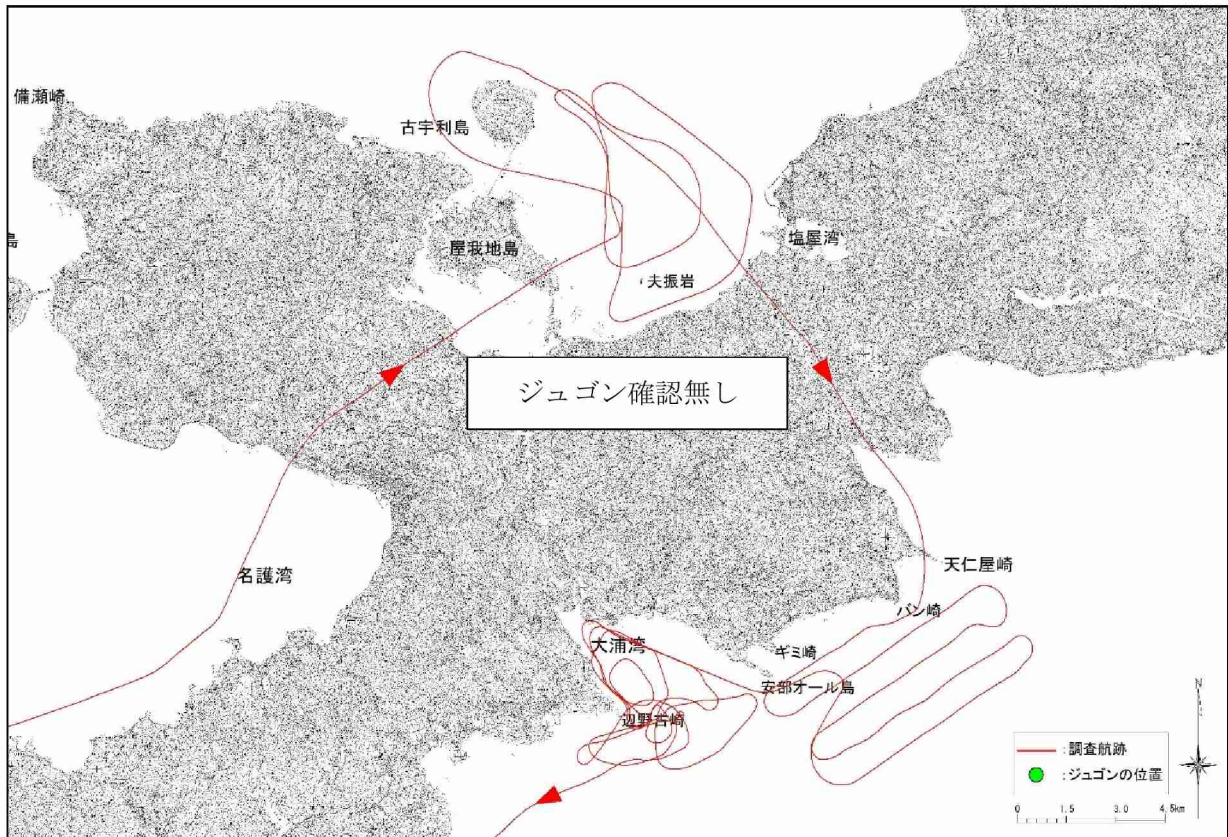 備瀬崎
古宇利島
島
屋我地島
塩屋湾
夫振岩
ジュゴン確認無し
名護湾
天仁屋崎
バン崎
大浦湾
ギミ崎
安部オール島
辺野古崎
N
:調査航跡
:ジュゴンの位置
0 1.5 3.0 4.5km